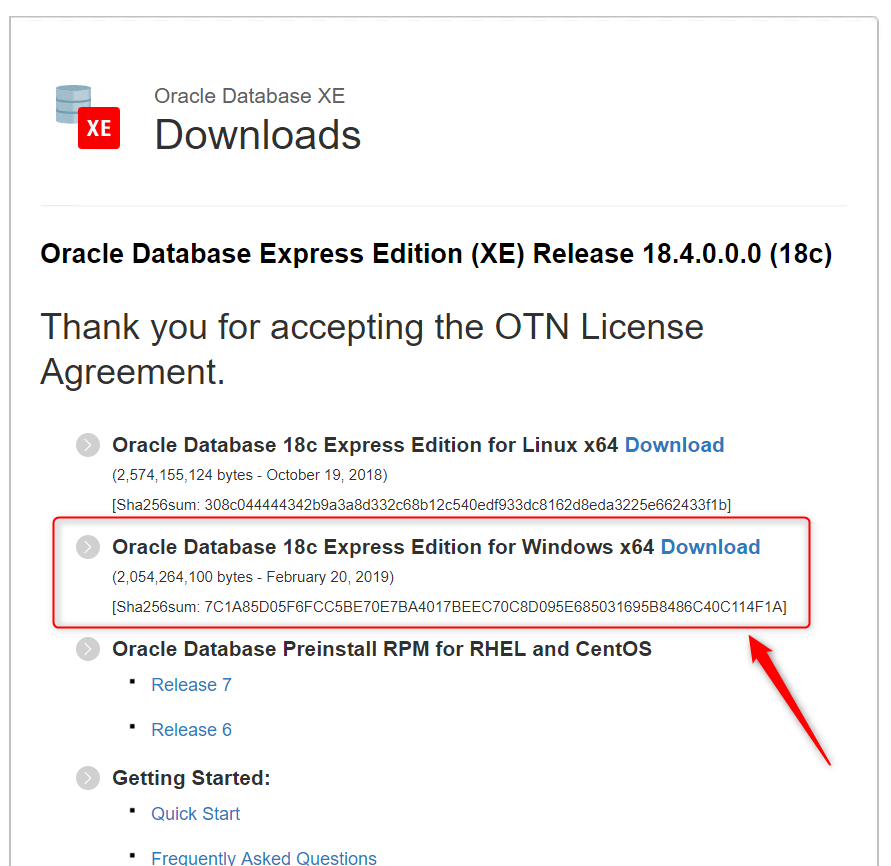 Oracle Database XE
XE
Downloads
Oracle Database Express Edition (XE) Release 18.4.0.0.0 (18c)
Thank you for accepting the OTN License
Agreement.
Oracle Database 18c Express Edition for Linux x64 Download
(2,574,155,124 bytes - October 19, 2018)
[Sha256sum: 308c044444342b9a3a8d332c68b12c540edf933dc8162d8eda3225e662433f1b]
Oracle Database 18c Express Edition for Windows x64 Download
(2,054,264,100 bytes - February 20, 2019)
[Sha256sum: 7C1A85D05F6FCC5BE70E7BA4017BEEC70C8D095E685031695B8486C40C114F1A]
Oracle Database Preinstall RPM for RHEL and CentOS
Release 7
Release 6
Getting Started:
Quick Start
Frequently Asked Questions